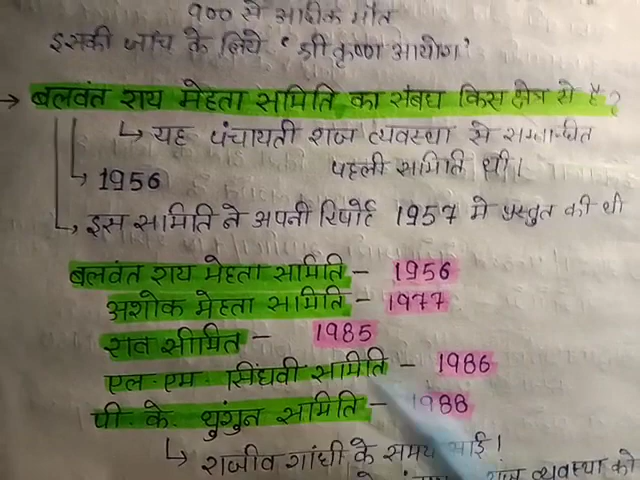 900 से अधिक मौत
इसकी जांच के लिये 'श्री कृष्ण आयोग'
→ बलवंत राय मेहता समिति का संबंध किस क्षेत्र से है?
↳ यह पंचायती राज व्यवस्था से सम्बन्धित
पहली समिति थी।
↳ 1956
↳ इस समिति ने अपनी रिपोर्ट 1957 मे प्रस्तुत की थी
बलवंत राय मेहता समिति - 1956
अशोक मेहता समिति - 1977
राव समिति - 1985
एल. एम. सिंघवी समिति - 1986
पी. के. थुंगुन समिति - 1988
↳ राजीव गांधी के समय आई।
राज व्यवस्था को